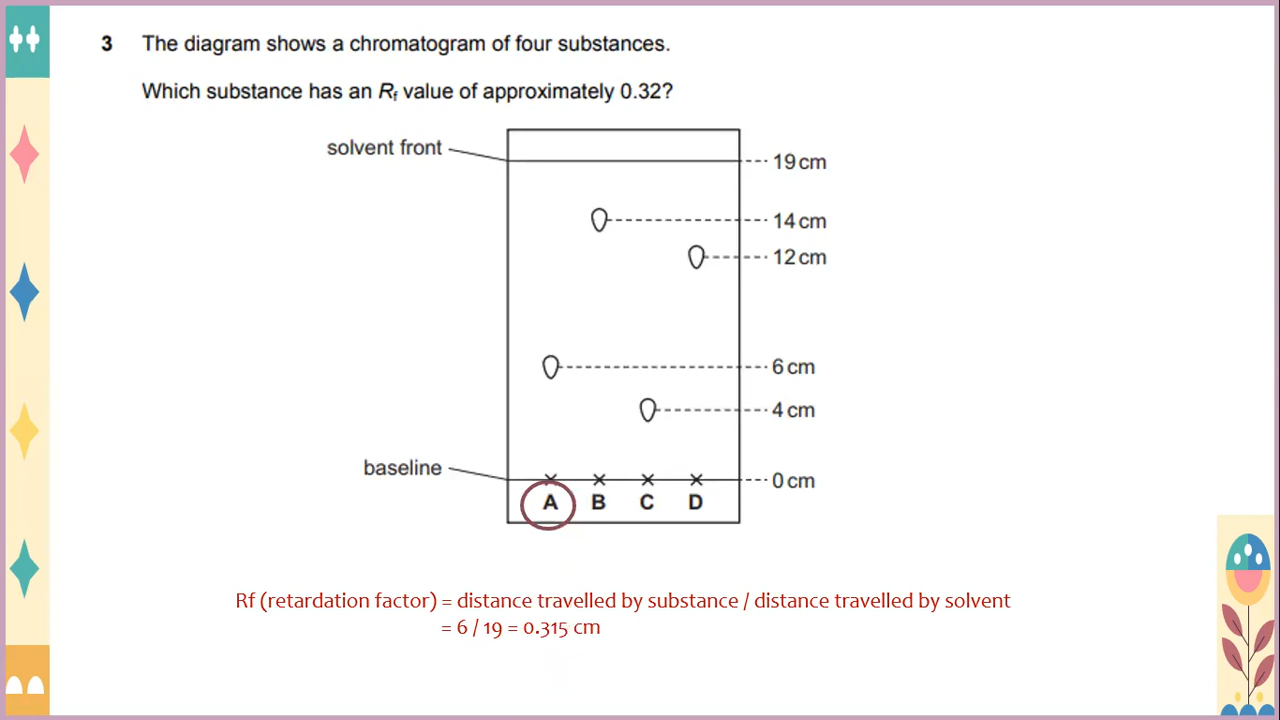 3 The diagram shows a chromatogram of four substances.
Which substance has an Rf value of approximately 0.32?
solvent front
19 cm
14 cm
12 cm
6 cm
4 cm
baseline
0 cm
A B C D
Rf (retardation factor) = distance travelled by substance / distance travelled by solvent
= 6 / 19 = 0.315 cm